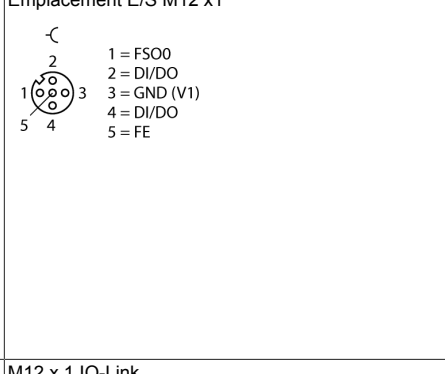 Emplacement E/S M12 x1
2
1 3
5 4
1 = FSO0
2 = DI/DO
3 = GND (V1)
4 = DI/DO
5 = FE
M12 x 1 IO-Link